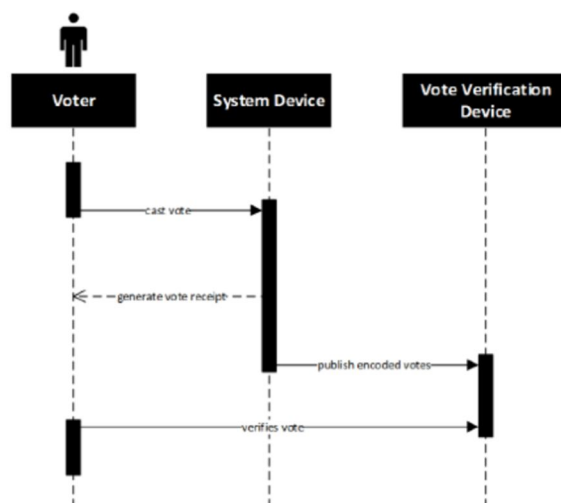 Voter
System Device
Vote Verification
Device
cast vote
generate vote receipt
publish encoded votes
verifies vote